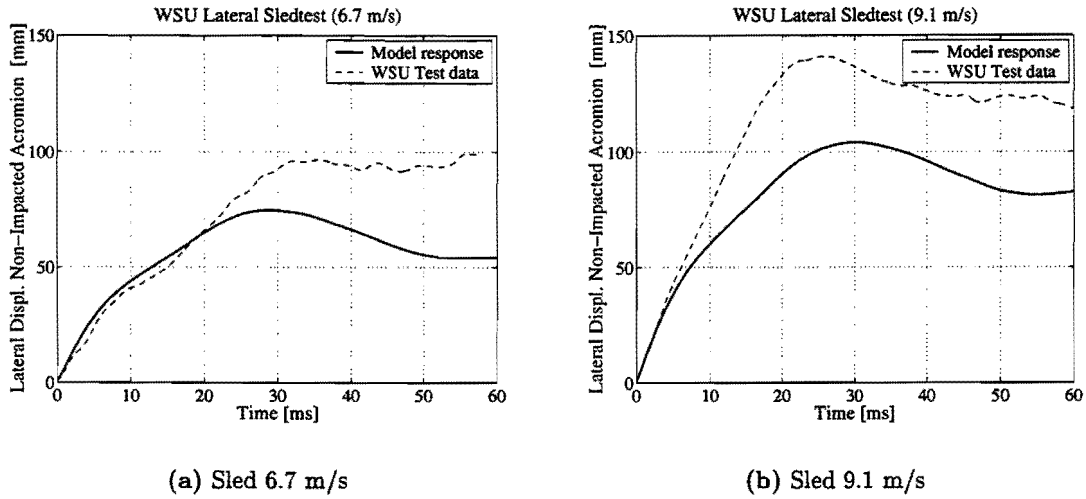 WSU Lateral Sledtest (6.7 m/s)
150
100
50
0
Lateral Displ. Non-Impacted Acromion [mm]
Model response
WSU Test data
0 10 20 30 40 50 60
Time [ms]
(a) Sled 6.7 m/s
WSU Lateral Sledtest (9.1 m/s)
150
100
50
0
Lateral Displ. Non-Impacted Acromion [mm]
Model response
WSU Test data
0 10 20 30 40 50 60
Time [ms]
(b) Sled 9.1 m/s